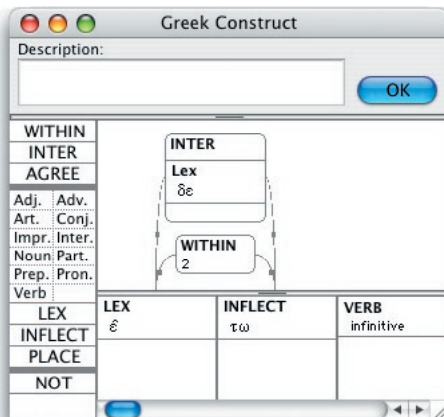 Greek Construct
Description:
OK
WITHIN
INTER
AGREE
Adj. Adv.
Art. Conj.
Impr. Inter.
Noun Part.
Prep. Pron.
Verb
LEX
INFLECT
PLACE
NOT
INTER
Lex
δε
WITHIN
2
LEX
INFLECT
τω
VERB
infinitive